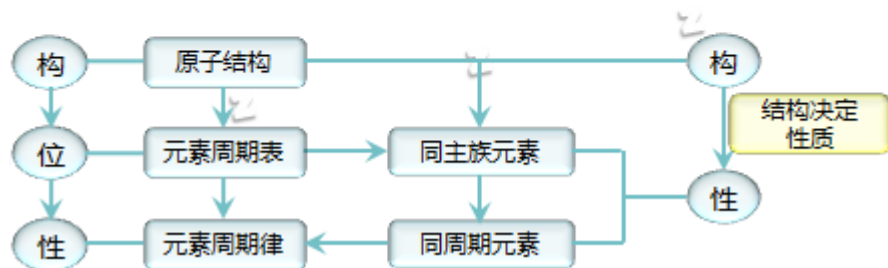 构 原子结构 构
结构决定
性质
位 元素周期表 同主族元素
性
性 元素周期律 同周期元素